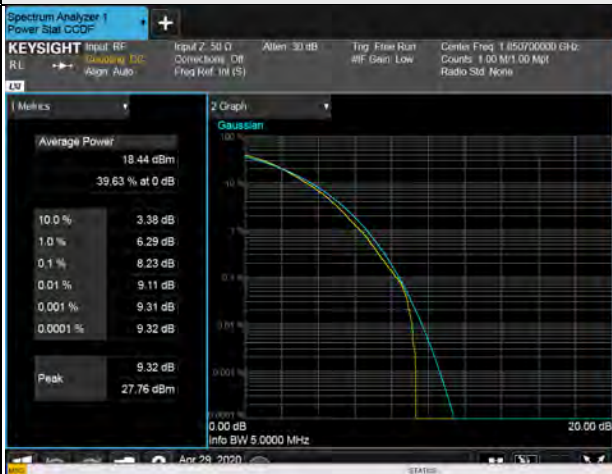 Spectrum Analyzer 1
Power Stat CCDF
KEYSIGHT
RL
Input: RF
Coupling: DC
Align: Auto
Input Z: 50 Ω
Corrections: Off
Freq Ref: Int (S)
Atten: 30 dB
Trig: Free Run
#IF Gain: Low
Center Freq: 1.850700000 GHz
Counts: 1.00 M/1.00 Mpt
Radio Std: None
1 Metrics
Average Power
18.44 dBm
39.63 % at 0 dB
10.0 % 3.38 dB
1.0 % 6.29 dB
0.1 % 8.23 dB
0.01 % 9.11 dB
0.001 % 9.31 dB
0.0001 % 9.32 dB
Peak
9.32 dB
27.76 dBm
2 Graph
Gaussian
100 %
10 %
1 %
0.1 %
0.01 %
0.001 %
0.0001 %
0.00 dB
20.00 dB
Info BW 5.0000 MHz
Apr 29, 2020
MSG
STATUS